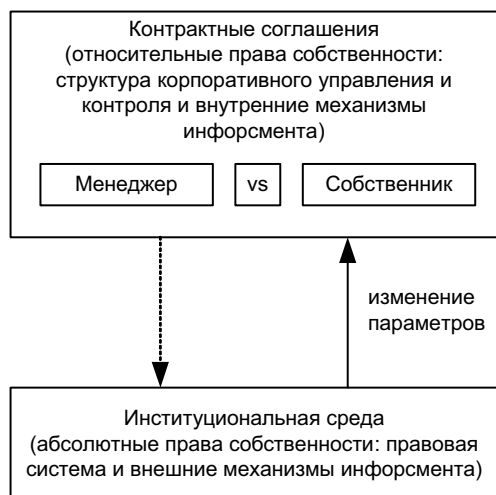 Контрактные соглашения
(относительные права собственности:
структура корпоративного управления и
контроля и внутренние механизмы
инфорсмента)
Менеджер vs Собственник
изменение
параметров
Институциональная среда
(абсолютные права собственности: правовая
система и внешние механизмы инфорсмента)